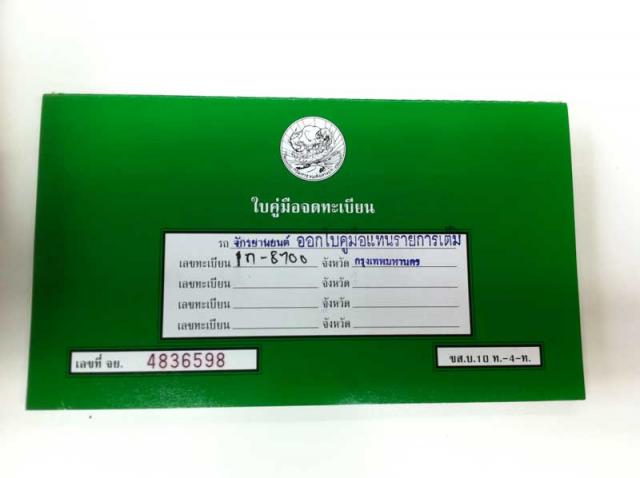 ใบคู่มือจดทะเบียน
รถ จักรยานยนต์ ออกใบคู่มือแทนรายการเต็ม
เลขทะเบียน 1ก-8700 จังหวัด กรุงเทพมหานคร
เลขทะเบียน จังหวัด
เลขทะเบียน จังหวัด
เลขทะเบียน จังหวัด
เลขที่ จย. 4836598
ขส.บ.10 ท.-4-ท.